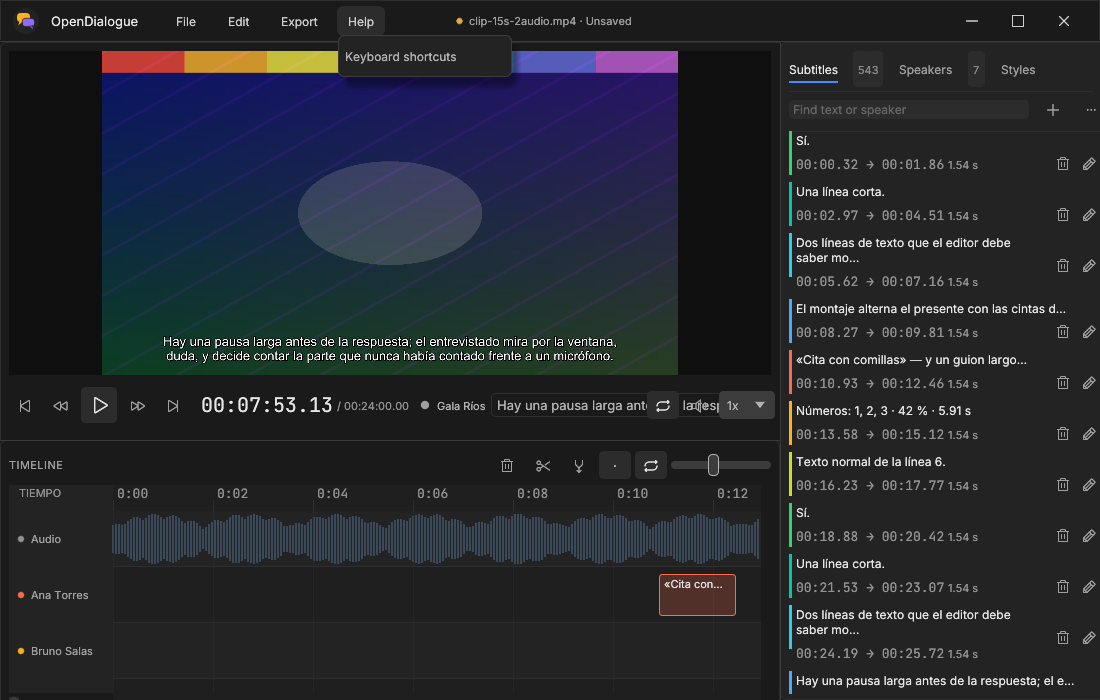 OpenDialogue
File
Edit
Export
Help
clip-15s-2audio.mp4 · Unsaved
Keyboard shortcuts
Hay una pausa larga antes de la respuesta; el entrevistado mira por la ventana,
duda, y decide contar la parte que nunca había contado frente a un micrófono.
00:07:53.13 / 00:24:00.00
Gala Ríos
Hay una pausa larga ante
la resp
1x
TIMELINE
TIEMPO
0:00
0:02
0:04
0:06
0:08
0:10
0:12
Audio
Ana Torres
«Cita con...
Bruno Salas
Subtitles
543
Speakers
7
Styles
Find text or speaker
Sí.
00:00.32 → 00:01.86 1.54 s
Una línea corta.
00:02.97 → 00:04.51 1.54 s
Dos líneas de texto que el editor debe
saber mo...
00:05.62 → 00:07.16 1.54 s
El montaje alterna el presente con las cintas d...
00:08.27 → 00:09.81 1.54 s
«Cita con comillas» — y un guion largo...
00:10.93 → 00:12.46 1.54 s
Números: 1, 2, 3 · 42 % · 5.91 s
00:13.58 → 00:15.12 1.54 s
Texto normal de la línea 6.
00:16.23 → 00:17.77 1.54 s
Sí.
00:18.88 → 00:20.42 1.54 s
Una línea corta.
00:21.53 → 00:23.07 1.54 s
Dos líneas de texto que el editor debe
saber mo...
00:24.19 → 00:25.72 1.54 s
Hay una pausa larga antes de la respuesta; el e...